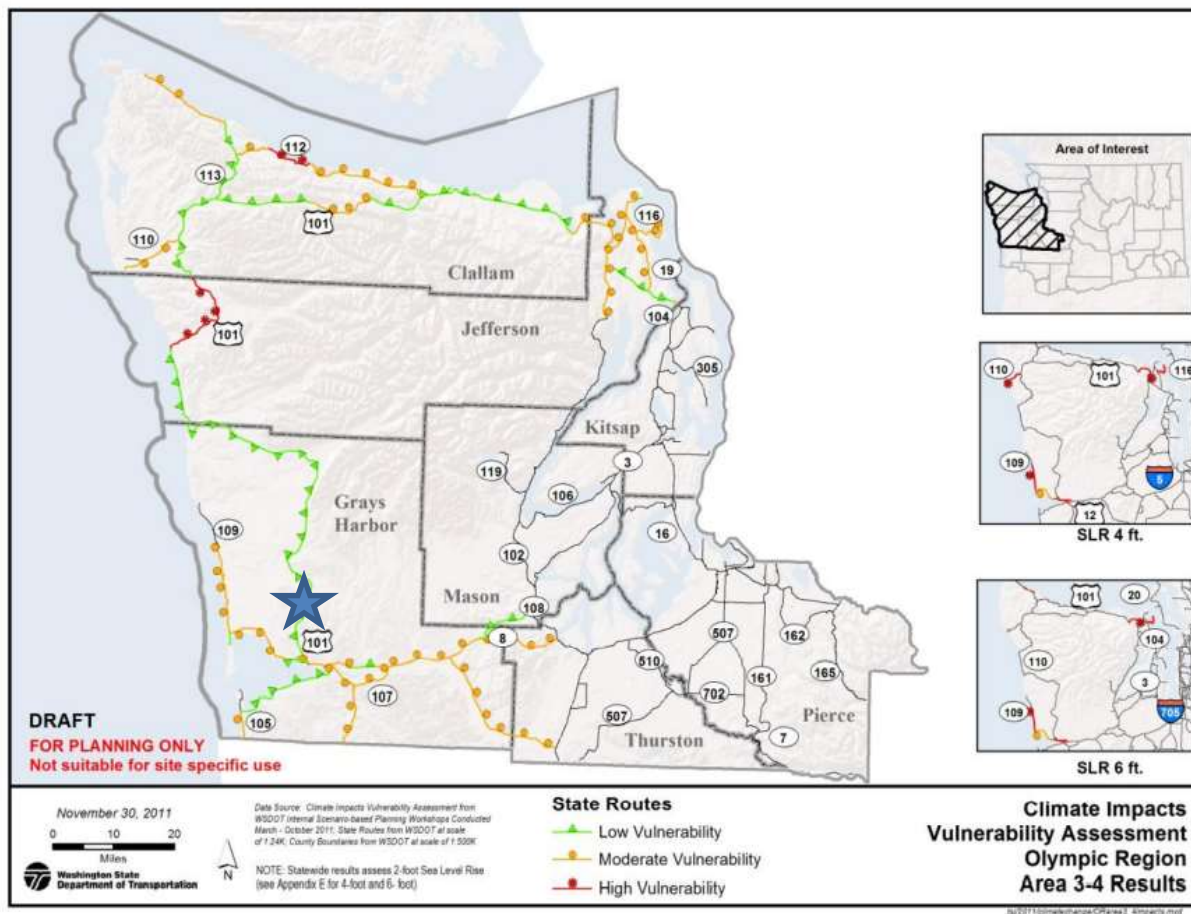 112
113
101
116
110
19
Clallam
104
Jefferson
101
305
Kitsap
3
119
106
Grays
Harbor
109
16
102
Mason
108
101
8
507
162
510
107
161
165
702
105
507
Pierce
7
Thurston
DRAFT
FOR PLANNING ONLY
Not suitable for site specific use
Area of Interest
110
101
116
109
5
12
SLR 4 ft.
101
20
104
110
3
109
705
SLR 6 ft.
November 30, 2011
0 10 20
Miles
Washington State
Department of Transportation
N
Data Source: Climate Impacts Vulnerability Assessment from
WSDOT Internal Scenario-based Planning Workshops Conducted
March - October 2011; State Routes from WSDOT at scale
of 1:24K; County Boundaries from WSDOT at scale of 1:500K
NOTE: Statewide results assess 2-foot Sea Level Rise
(see Appendix E for 4-foot and 6- foot)
State Routes
Low Vulnerability
Moderate Vulnerability
High Vulnerability
Climate Impacts
Vulnerability Assessment
Olympic Region
Area 3-4 Results